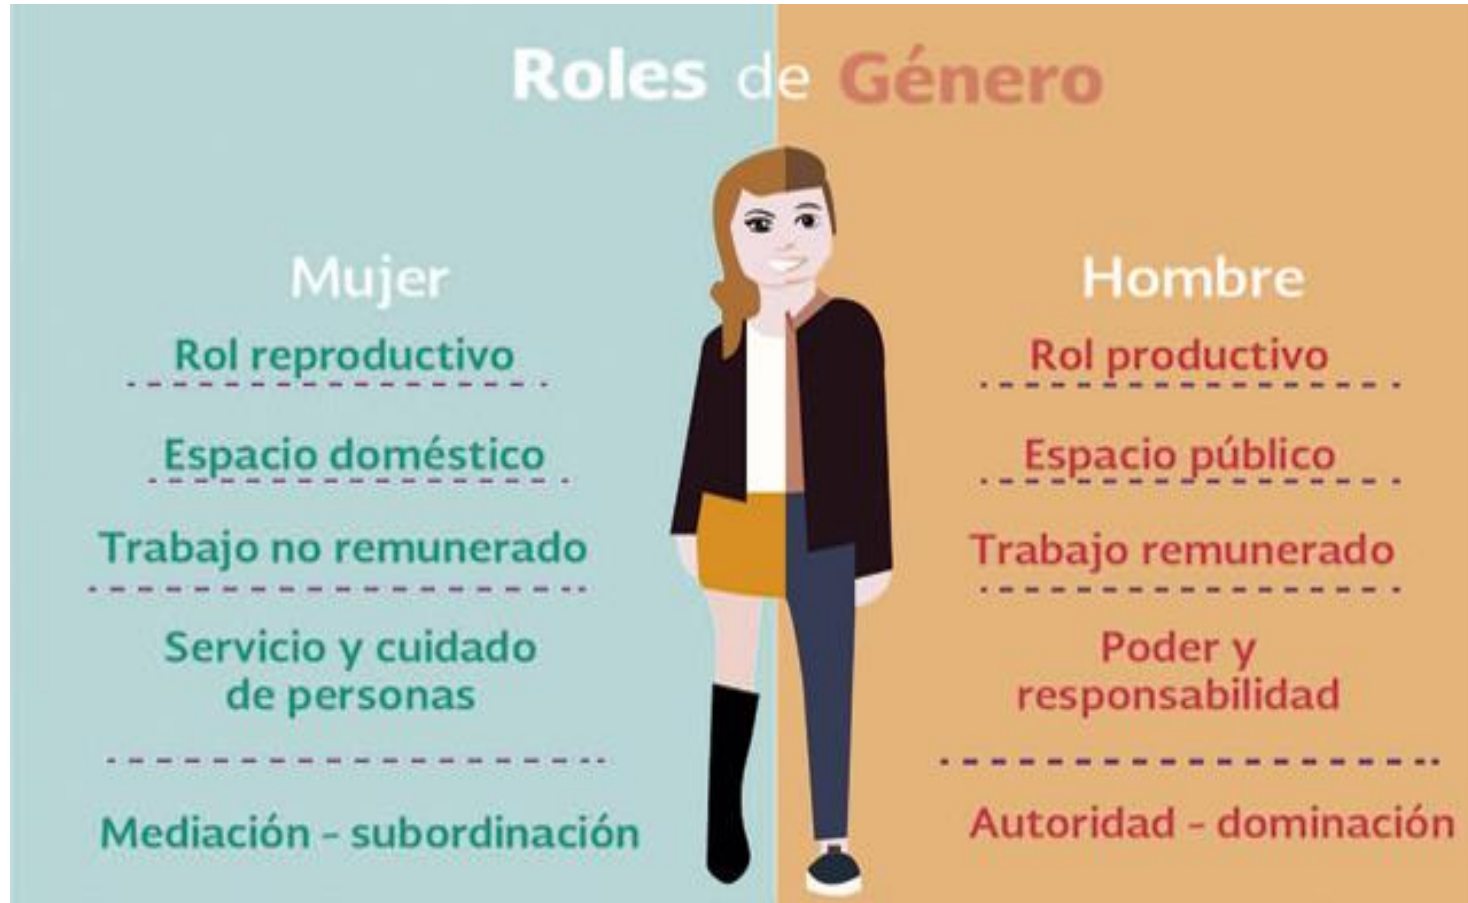 Roles de Género
Mujer
Rol reproductivo
Espacio doméstico
Trabajo no remunerado
Servicio y cuidado
de personas
Mediación - subordinación
Hombre
Rol productivo
Espacio público
Trabajo remunerado
Poder y
responsabilidad
Autoridad - dominación